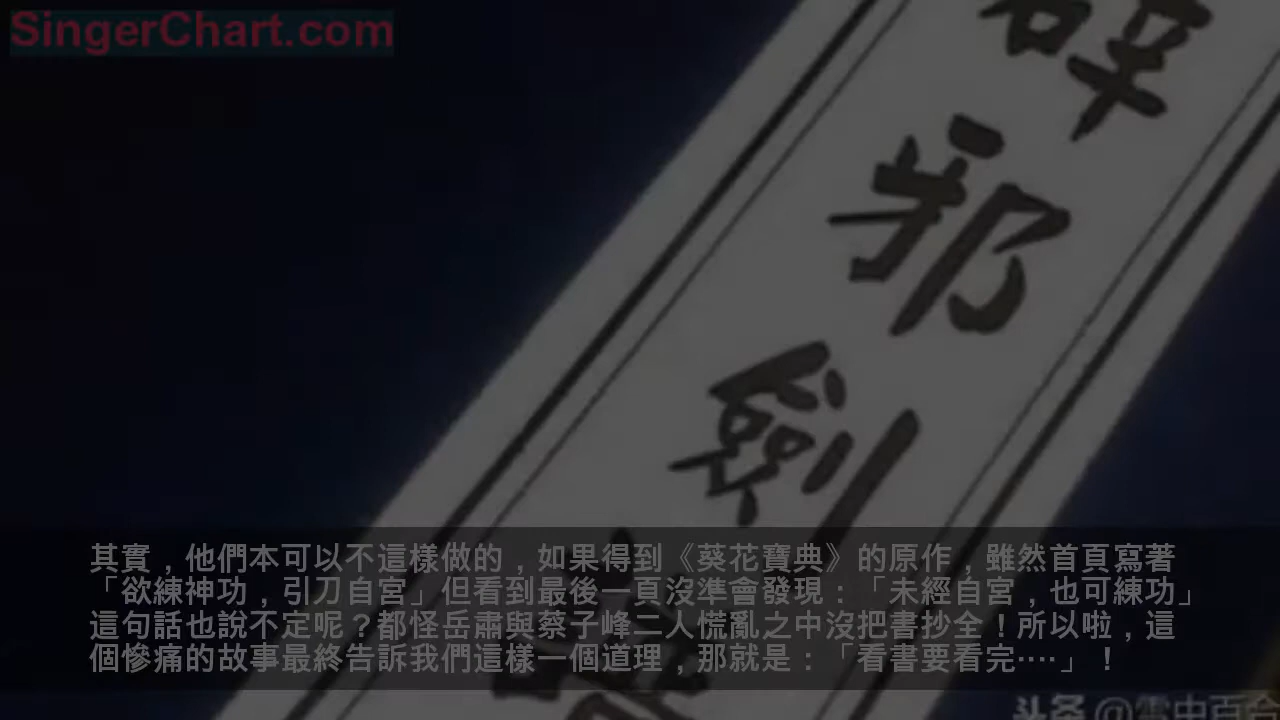 SingerChart.com
辟
邪
劍
譜
其實，他們本可以不這樣做的，如果得到《葵花寶典》的原作，雖然首頁寫著
「欲練神功，引刀自宮」但看到最後一頁沒準會發現：「未經自宮，也可練功」
這句話也說不定呢？都怪岳肅與蔡子峰二人慌亂之中沒把書抄全！所以啦，這
個慘痛的故事最終告訴我們這樣一個道理，那就是：「看書要看完····」！
头条 @雲中百合